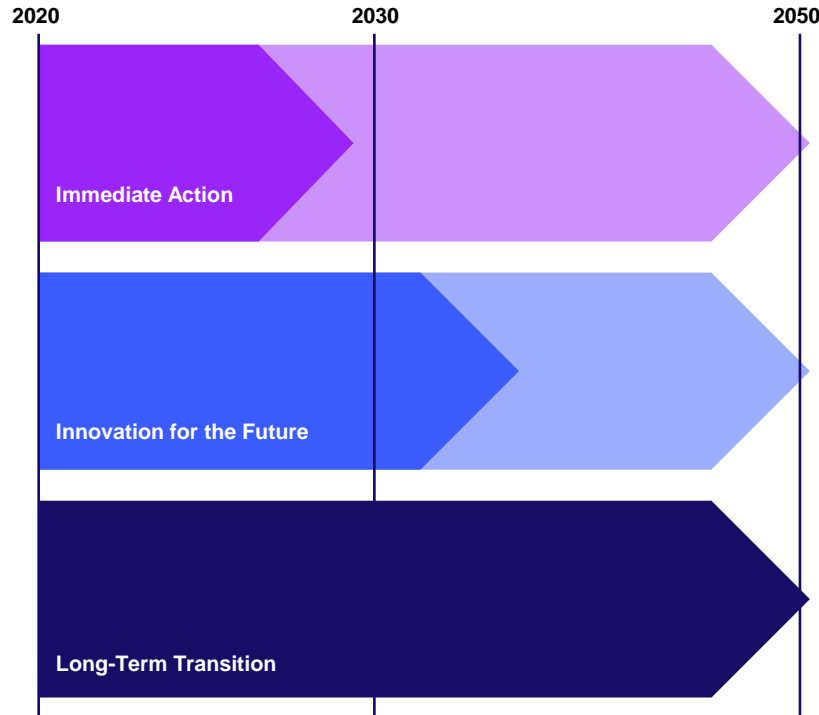 2020 2030 2050
Immediate Action
Innovation for the Future
Long-Term Transition